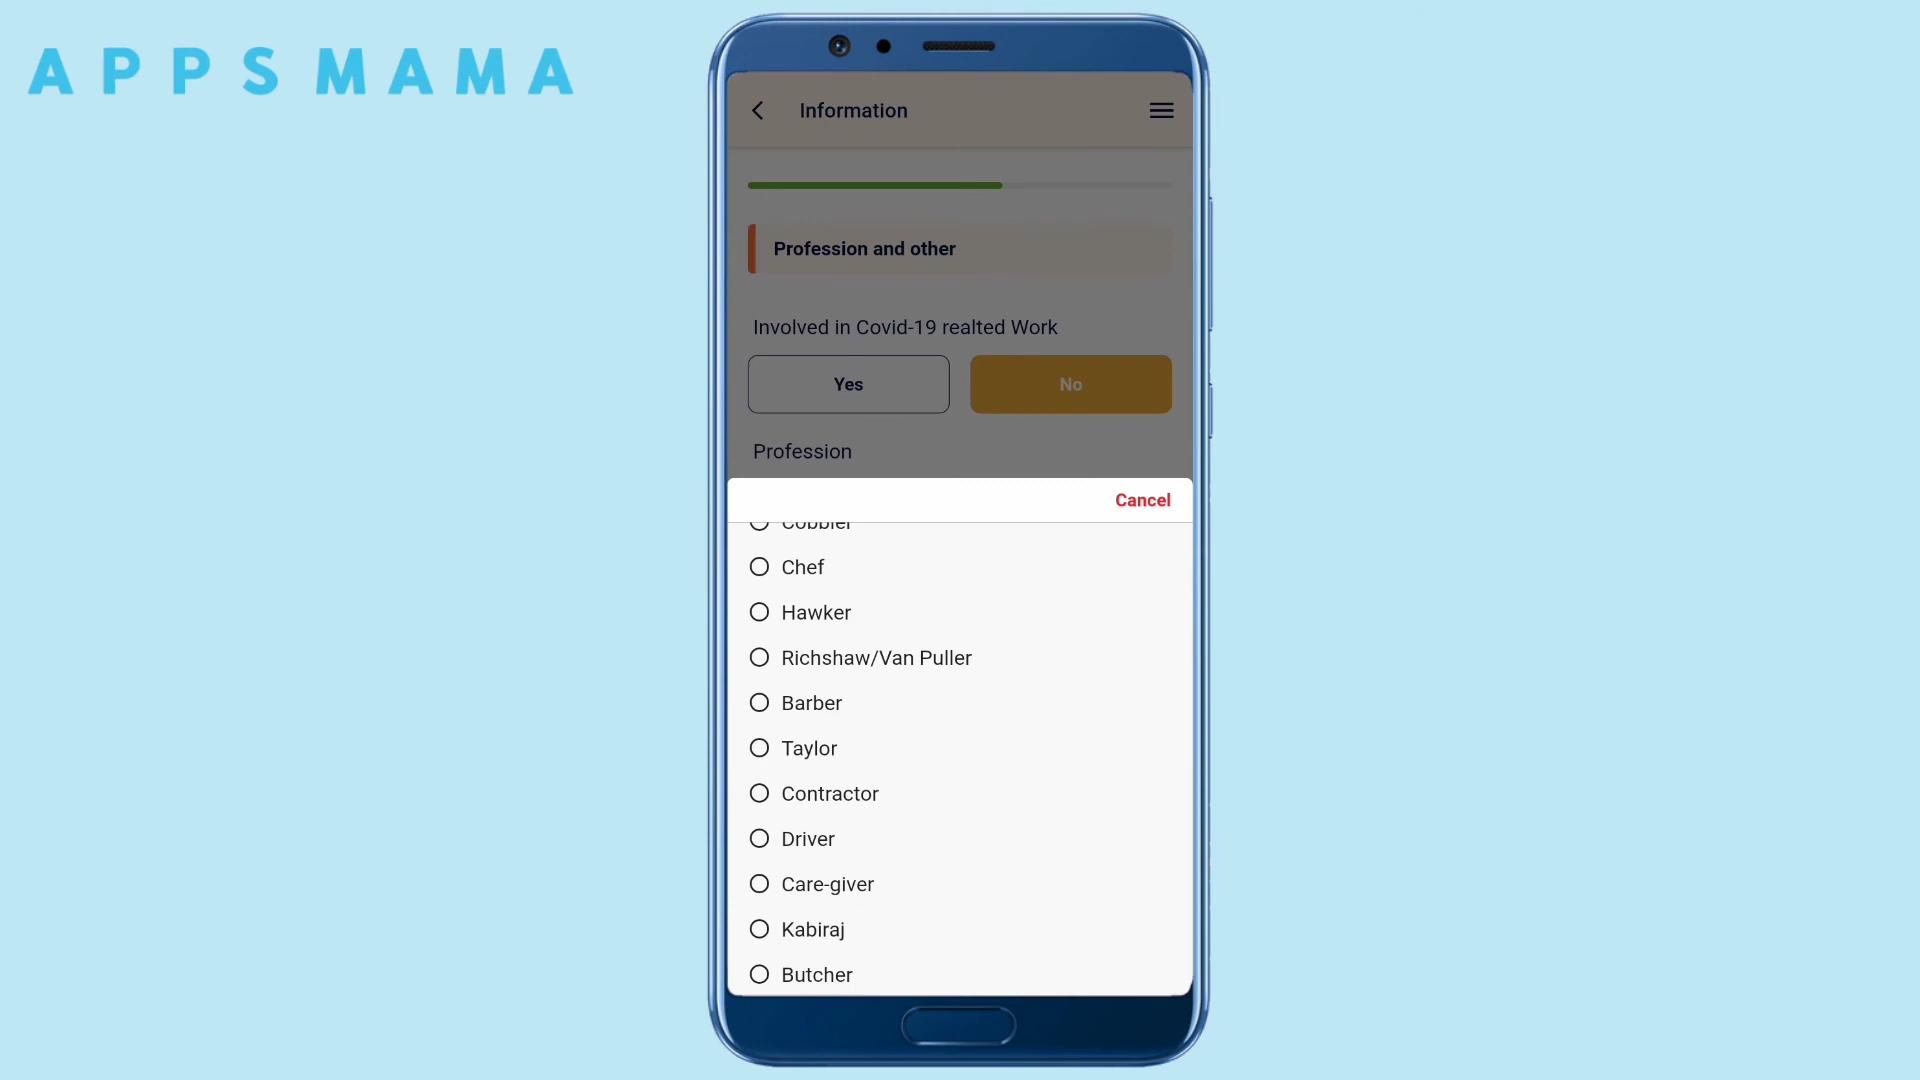 APPSMAMA
Information
Profession and other
Involved in Covid-19 realted Work
Yes
No
Profession
Cancel
Cobbler
Chef
Hawker
Richshaw/Van Puller
Barber
Taylor
Contractor
Driver
Care-giver
Kabiraj
Butcher